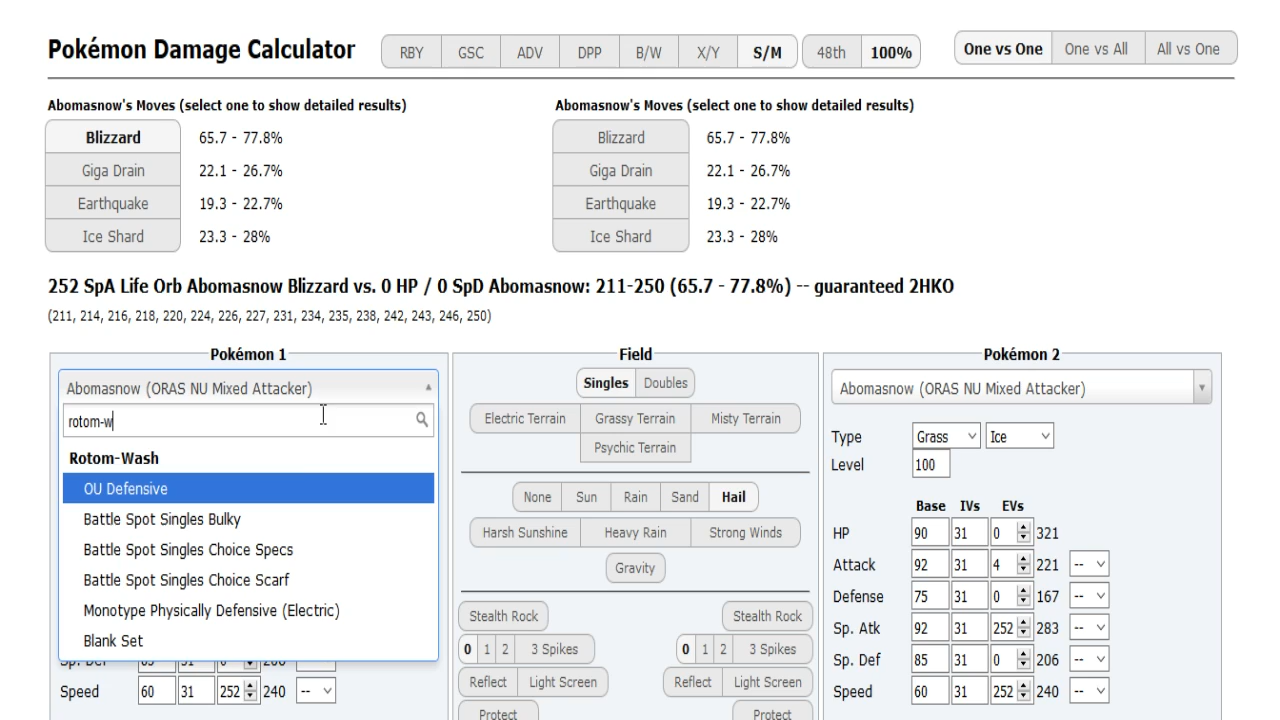 Pokémon Damage Calculator RBY GSC ADV DPP B/W X/Y S/M 48th 100% One vs One One vs All All vs One
Abomasnow's Moves (select one to show detailed results) Abomasnow's Moves (select one to show detailed results)
Blizzard 65.7 - 77.8% Blizzard 65.7 - 77.8%
Giga Drain 22.1 - 26.7% Giga Drain 22.1 - 26.7%
Earthquake 19.3 - 22.7% Earthquake 19.3 - 22.7%
Ice Shard 23.3 - 28% Ice Shard 23.3 - 28%
252 SpA Life Orb Abomasnow Blizzard vs. 0 HP / 0 SpD Abomasnow: 211-250 (65.7 - 77.8%) -- guaranteed 2HKO
(211, 214, 216, 218, 220, 224, 226, 227, 231, 234, 235, 238, 242, 243, 246, 250)
Pokémon 1
Abomasnow (ORAS NU Mixed Attacker)
rotom-w
Rotom-Wash
OU Defensive
Battle Spot Singles Bulky
Battle Spot Singles Choice Specs
Battle Spot Singles Choice Scarf
Monotype Physically Defensive (Electric)
Blank Set
Sp. Def 85 31 0 206
Speed 60 31 252 240 --
Field
Singles Doubles
Electric Terrain Grassy Terrain Misty Terrain
Psychic Terrain
None Sun Rain Sand Hail
Harsh Sunshine Heavy Rain Strong Winds
Gravity
Stealth Rock Stealth Rock
0 1 2 3 Spikes 0 1 2 3 Spikes
Reflect Light Screen Reflect Light Screen
Protect Protect
Pokémon 2
Abomasnow (ORAS NU Mixed Attacker)
Type Grass Ice
Level 100
Base IVs EVs
HP 90 31 0 321
Attack 92 31 4 221 --
Defense 75 31 0 167 --
Sp. Atk 92 31 252 283 --
Sp. Def 85 31 0 206 --
Speed 60 31 252 240 --